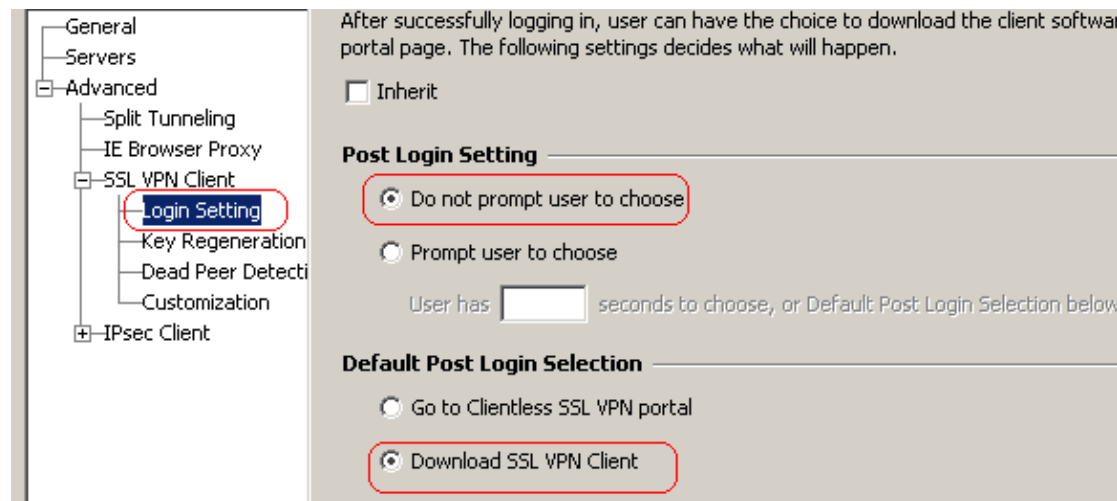 General
Servers
Advanced
Split Tunneling
IE Browser Proxy
SSL VPN Client
Login Setting
Key Regeneration
Dead Peer Detecti
Customization
IPsec Client
After successfully logging in, user can have the choice to download the client softwar
portal page. The following settings decides what will happen.
Inherit
Post Login Setting
Do not prompt user to choose
Prompt user to choose
User has seconds to choose, or Default Post Login Selection below
Default Post Login Selection
Go to Clientless SSL VPN portal
Download SSL VPN Client